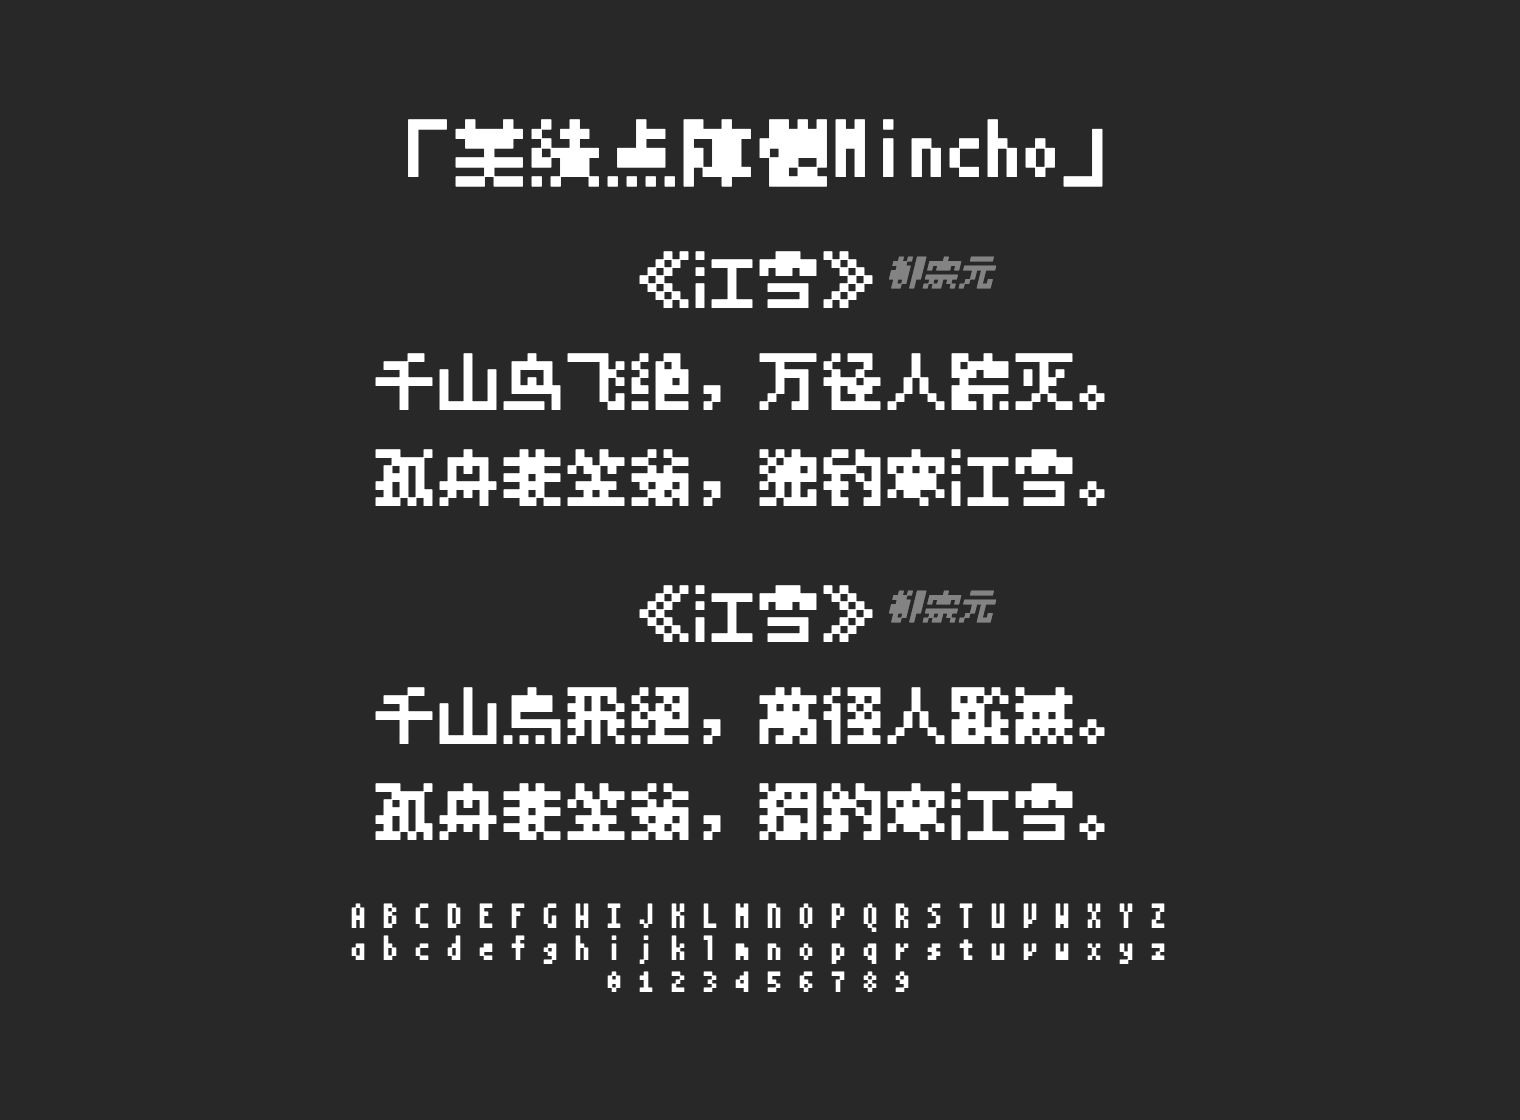 「美績点陣體Mincho」
《江雪》柳宗元
千山鸟飞绝，万径人踪灭。
孤舟蓑笠翁，独钓寒江雪。
《江雪》柳宗元
千山鳥飛絕，萬徑人蹤滅。
孤舟蓑笠翁，獨釣寒江雪。
A B C D E F G H I J K L M N O P Q R S T U V W X Y Z
a b c d e f g h i j k l m n o p q r s t u v w x y z
0 1 2 3 4 5 6 7 8 9